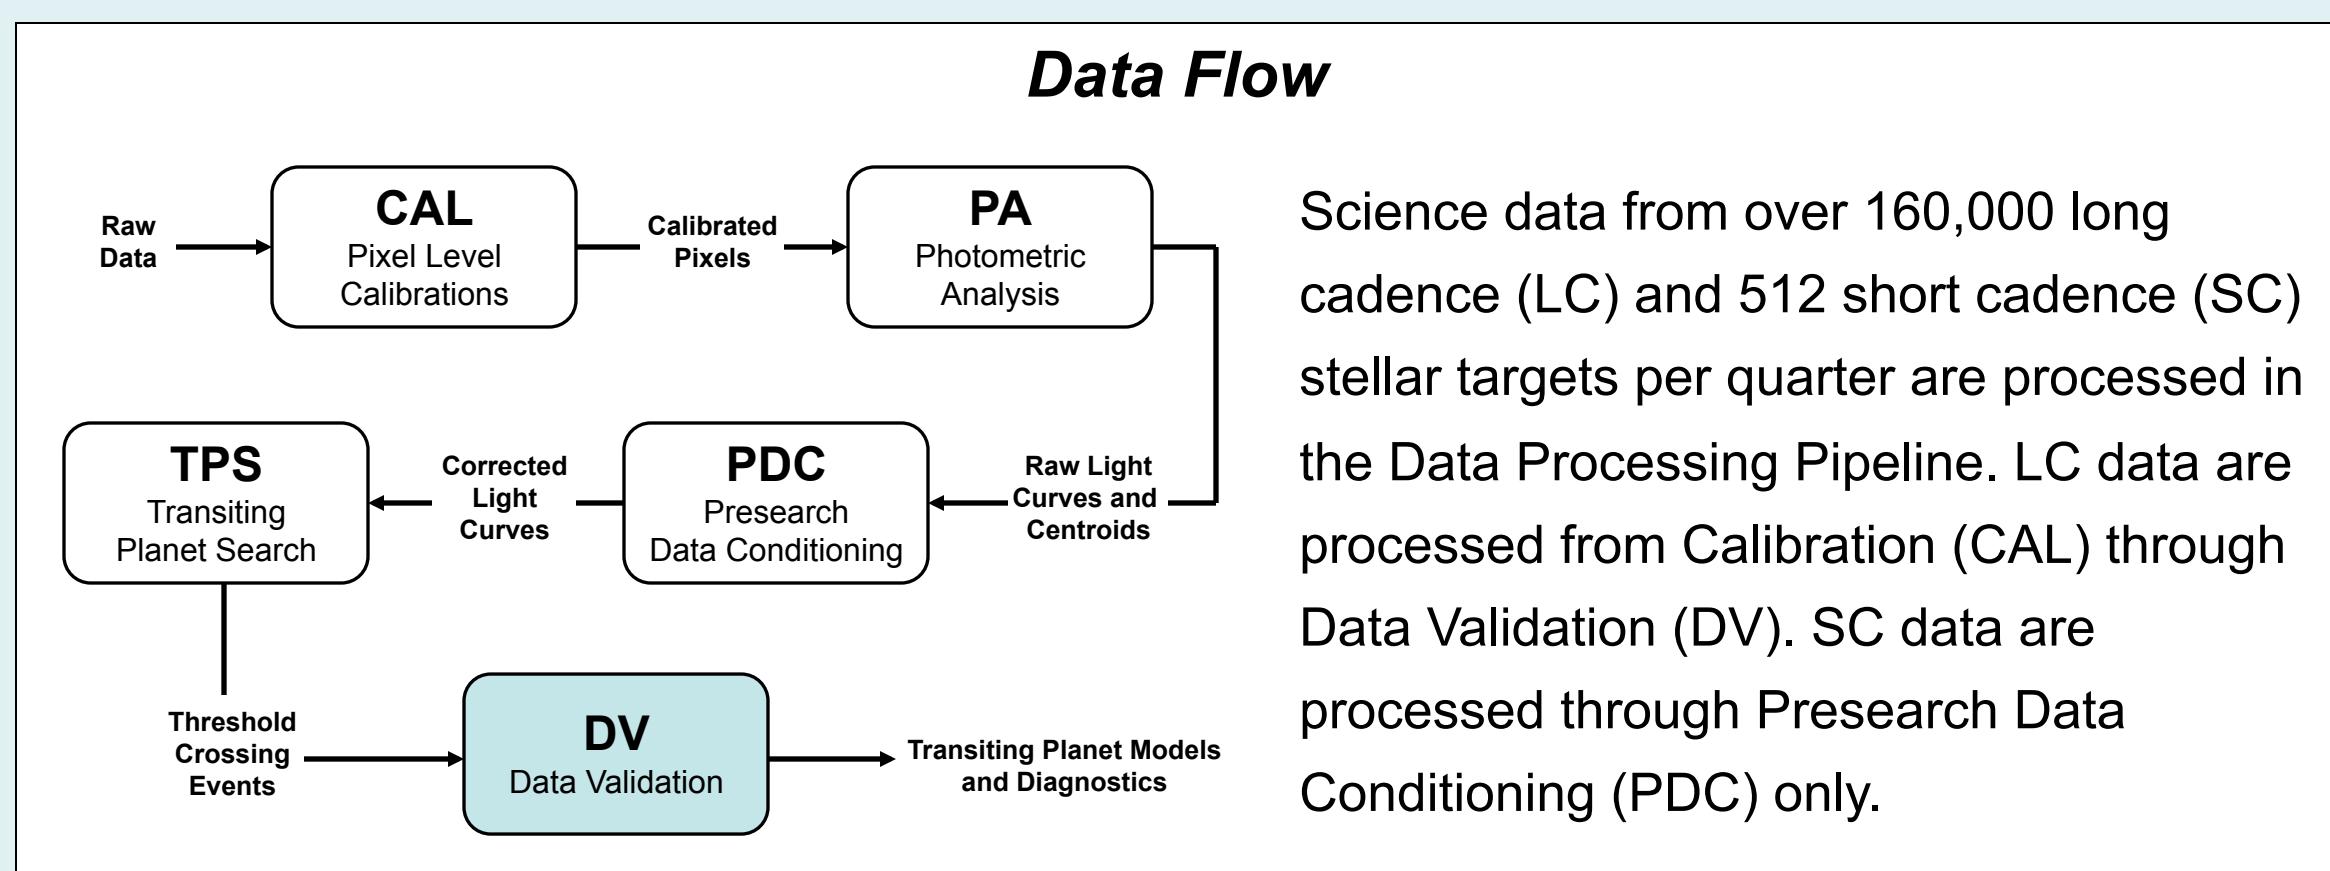 Data Flow
Raw
Data
CAL
Pixel Level
Calibrations
Calibrated
Pixels
PA
Photometric
Analysis
TPS
Transiting
Planet Search
Corrected
Light
Curves
PDC
Presearch
Data Conditioning
Raw Light
Curves and
Centroids
Threshold
Crossing
Events
DV
Data Validation
Transiting Planet Models
and Diagnostics
Science data from over 160,000 long
cadence (LC) and 512 short cadence (SC)
stellar targets per quarter are processed in
the Data Processing Pipeline. LC data are
processed from Calibration (CAL) through
Data Validation (DV). SC data are
processed through Presearch Data
Conditioning (PDC) only.